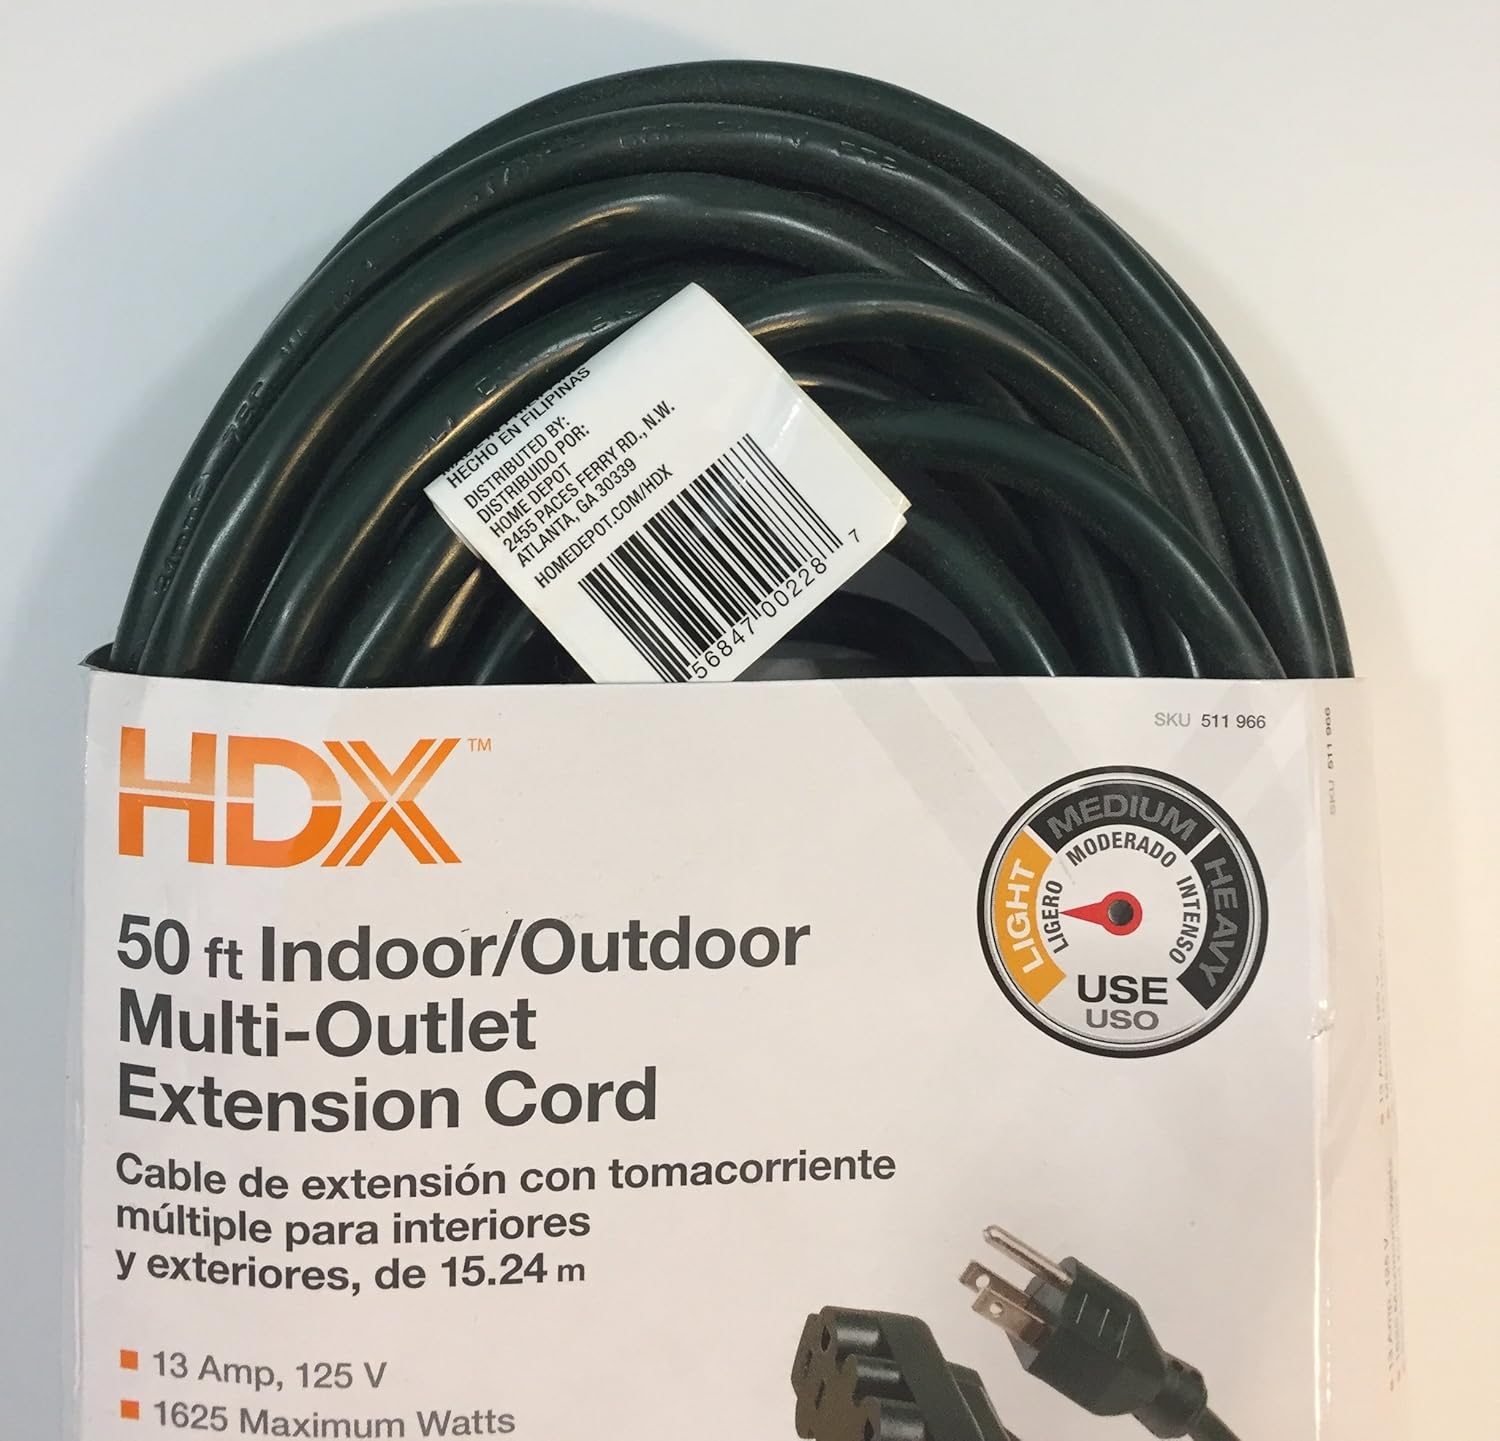 HECHO EN FILIPINAS
DISTRIBUTED BY:
DISTRIBUIDO POR:
HOME DEPOT
2455 PACES FERRY RD., N.W.
ATLANTA, GA 30339
HOMEDEPOT.COM/HDX
56847 00228 7
HDX™
SKU 511 966
SKU 511 966
MEDIUM
MODERADO
LIGHT
LIGERO
HEAVY
INTENSO
USE
USO
50 ft Indoor/Outdoor
Multi-Outlet
Extension Cord
Cable de extensión con tomacorriente
múltiple para interiores
y exteriores, de 15.24 m
13 Amp, 125 V
1625 Maximum Watts